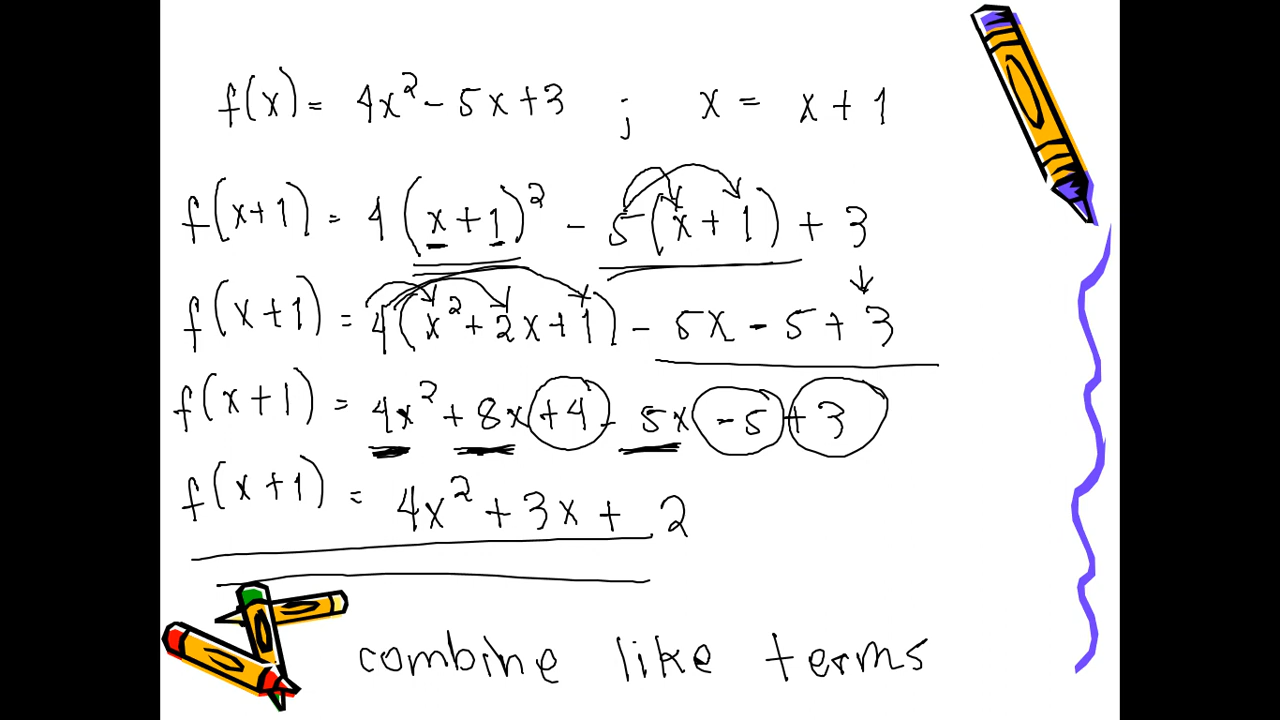 f(x) = 4x² - 5x + 3 ; x = x + 1
f(x+1) = 4(x + 1)² - 5(x + 1) + 3
f(x+1) = 4(x² + 2x + 1) - 5x - 5 + 3
f(x+1) = 4x² + 8x + 4 - 5x - 5 + 3
f(x+1) = 4x² + 3x + 2
combine like terms